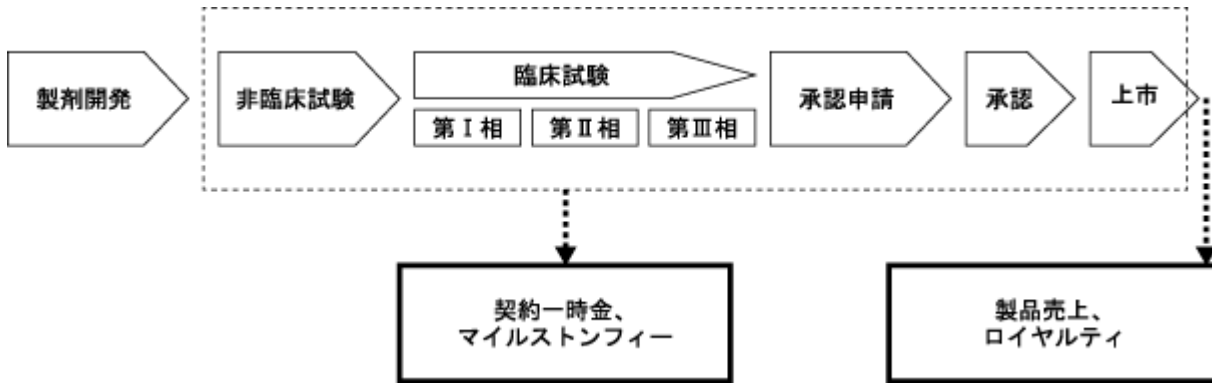 製剤開発
非臨床試験
臨床試験
第Ⅰ相
第Ⅱ相
第Ⅲ相
承認申請
承認
上市
契約一時金、
マイルストンフィー
製品売上、
ロイヤルティ